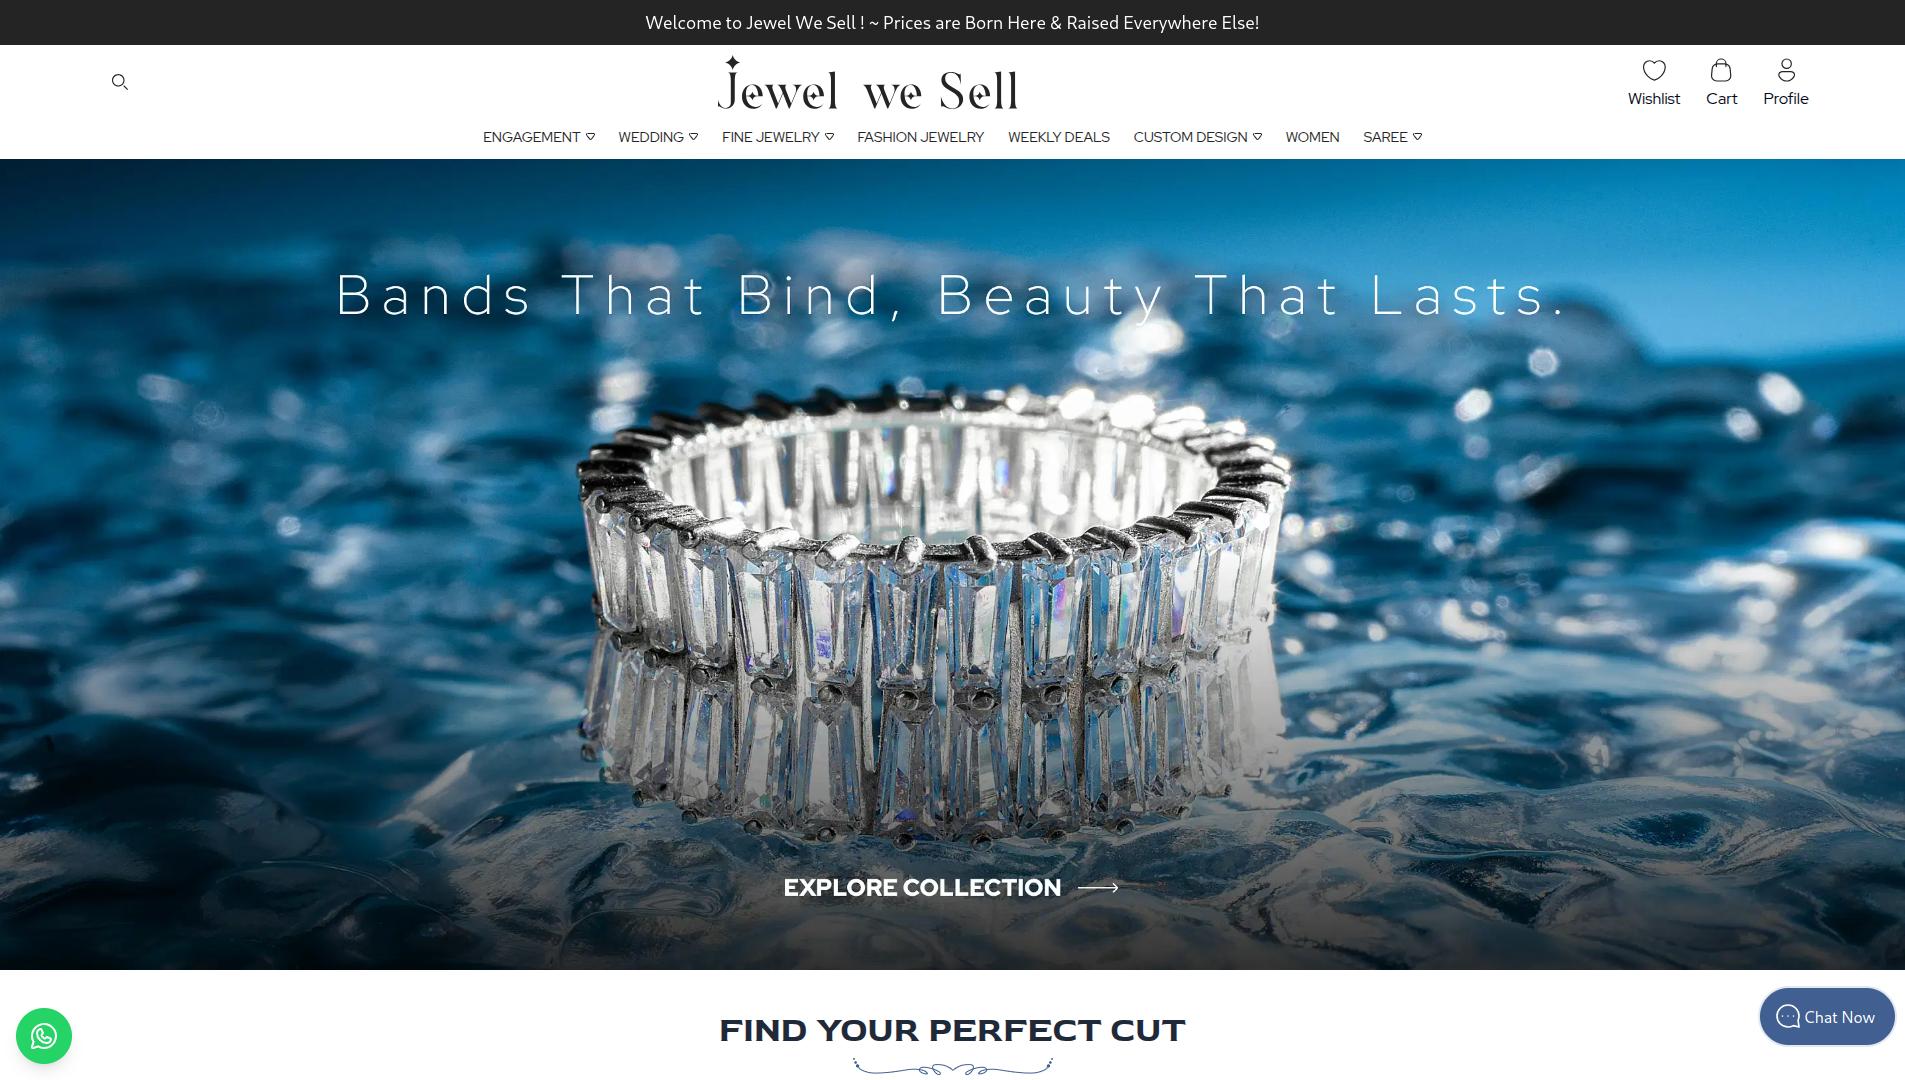 Welcome to Jewel We Sell ! ~ Prices are Born Here & Raised Everywhere Else!
Jewel we Sell
Wishlist Cart Profile
ENGAGEMENT WEDDING FINE JEWELRY FASHION JEWELRY WEEKLY DEALS CUSTOM DESIGN WOMEN SAREE
Bands That Bind, Beauty That Lasts.
EXPLORE COLLECTION
FIND YOUR PERFECT CUT
Chat Now